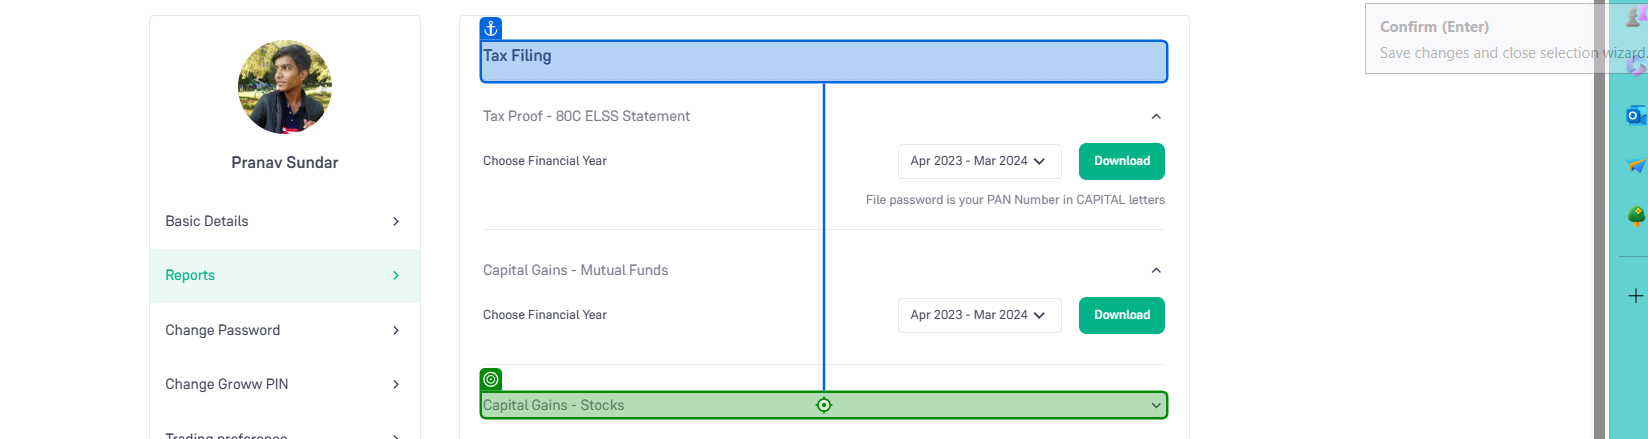 Pranav Sundar
Basic Details
Reports
Change Password
Change Groww PIN
Trading preference
Tax Filing
Tax Proof - 80C ELSS Statement
Choose Financial Year
Apr 2023 - Mar 2024
Download
File password is your PAN Number in CAPITAL letters
Capital Gains - Mutual Funds
Choose Financial Year
Apr 2023 - Mar 2024
Download
Capital Gains - Stocks
Confirm (Enter)
Save changes and close selection wizard.